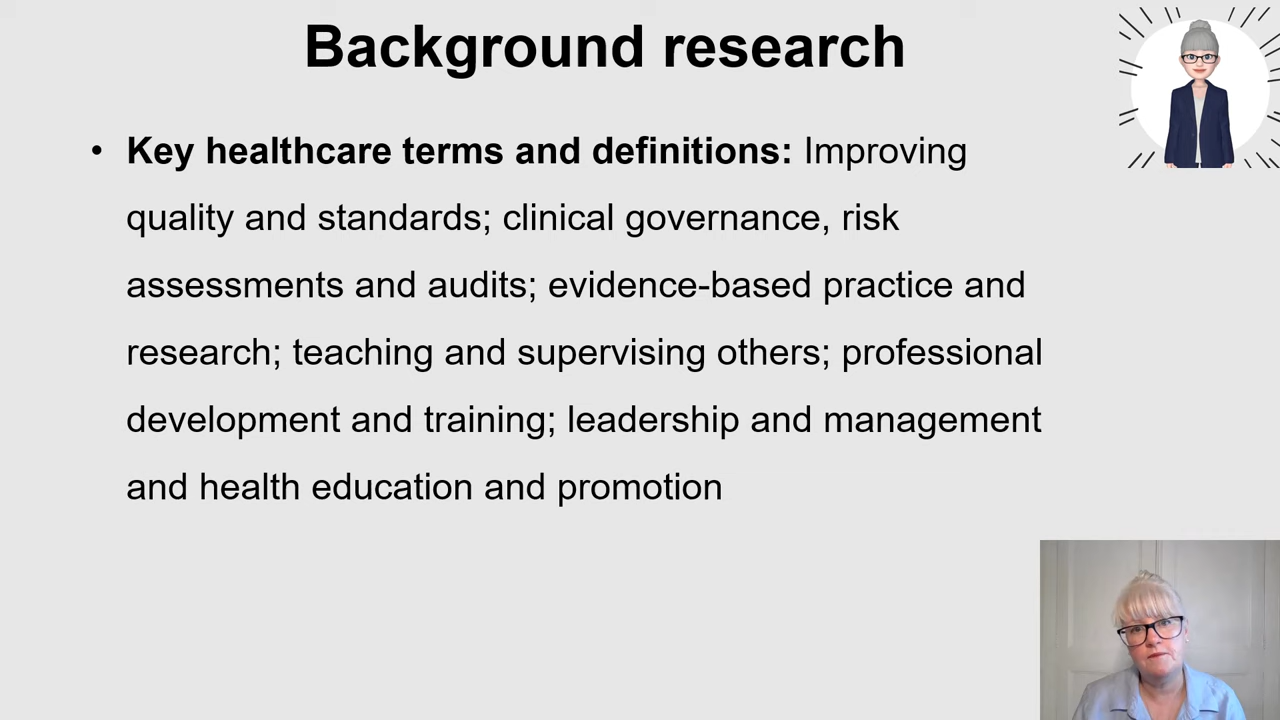 Background research
• Key healthcare terms and definitions: Improving
quality and standards; clinical governance, risk
assessments and audits; evidence-based practice and
research; teaching and supervising others; professional
development and training; leadership and management
and health education and promotion